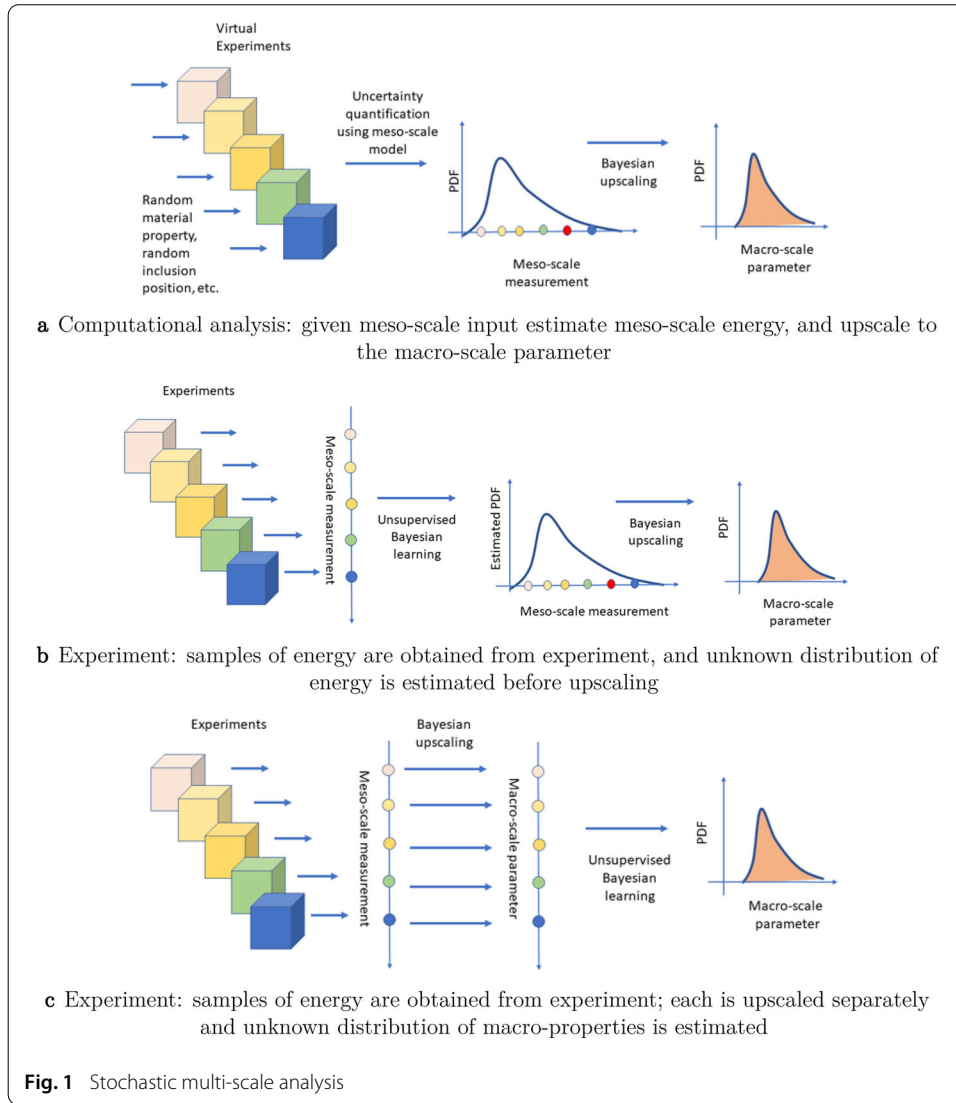 Virtual
Experiments
Uncertainty
quantification
using meso-scale
model
PDF
Bayesian
upscaling
PDF
Random
material
property,
random
inclusion
position, etc.
Meso-scale
measurement
Macro-scale
parameter
a Computational analysis: given meso-scale input estimate meso-scale energy, and upscale to
the macro-scale parameter
Experiments
Meso-scale measurement
Unsupervised
Bayesian
learning
Estimated PDF
Bayesian
upscaling
PDF
Meso-scale measurement
Macro-scale
parameter
b Experiment: samples of energy are obtained from experiment, and unknown distribution of
energy is estimated before upscaling
Experiments
Bayesian
upscaling
Meso-scale measurement
Macro-scale parameter
Unsupervised
Bayesian
learning
PDF
Macro-scale
parameter
c Experiment: samples of energy are obtained from experiment; each is upscaled separately
and unknown distribution of macro-properties is estimated
Fig. 1 Stochastic multi-scale analysis